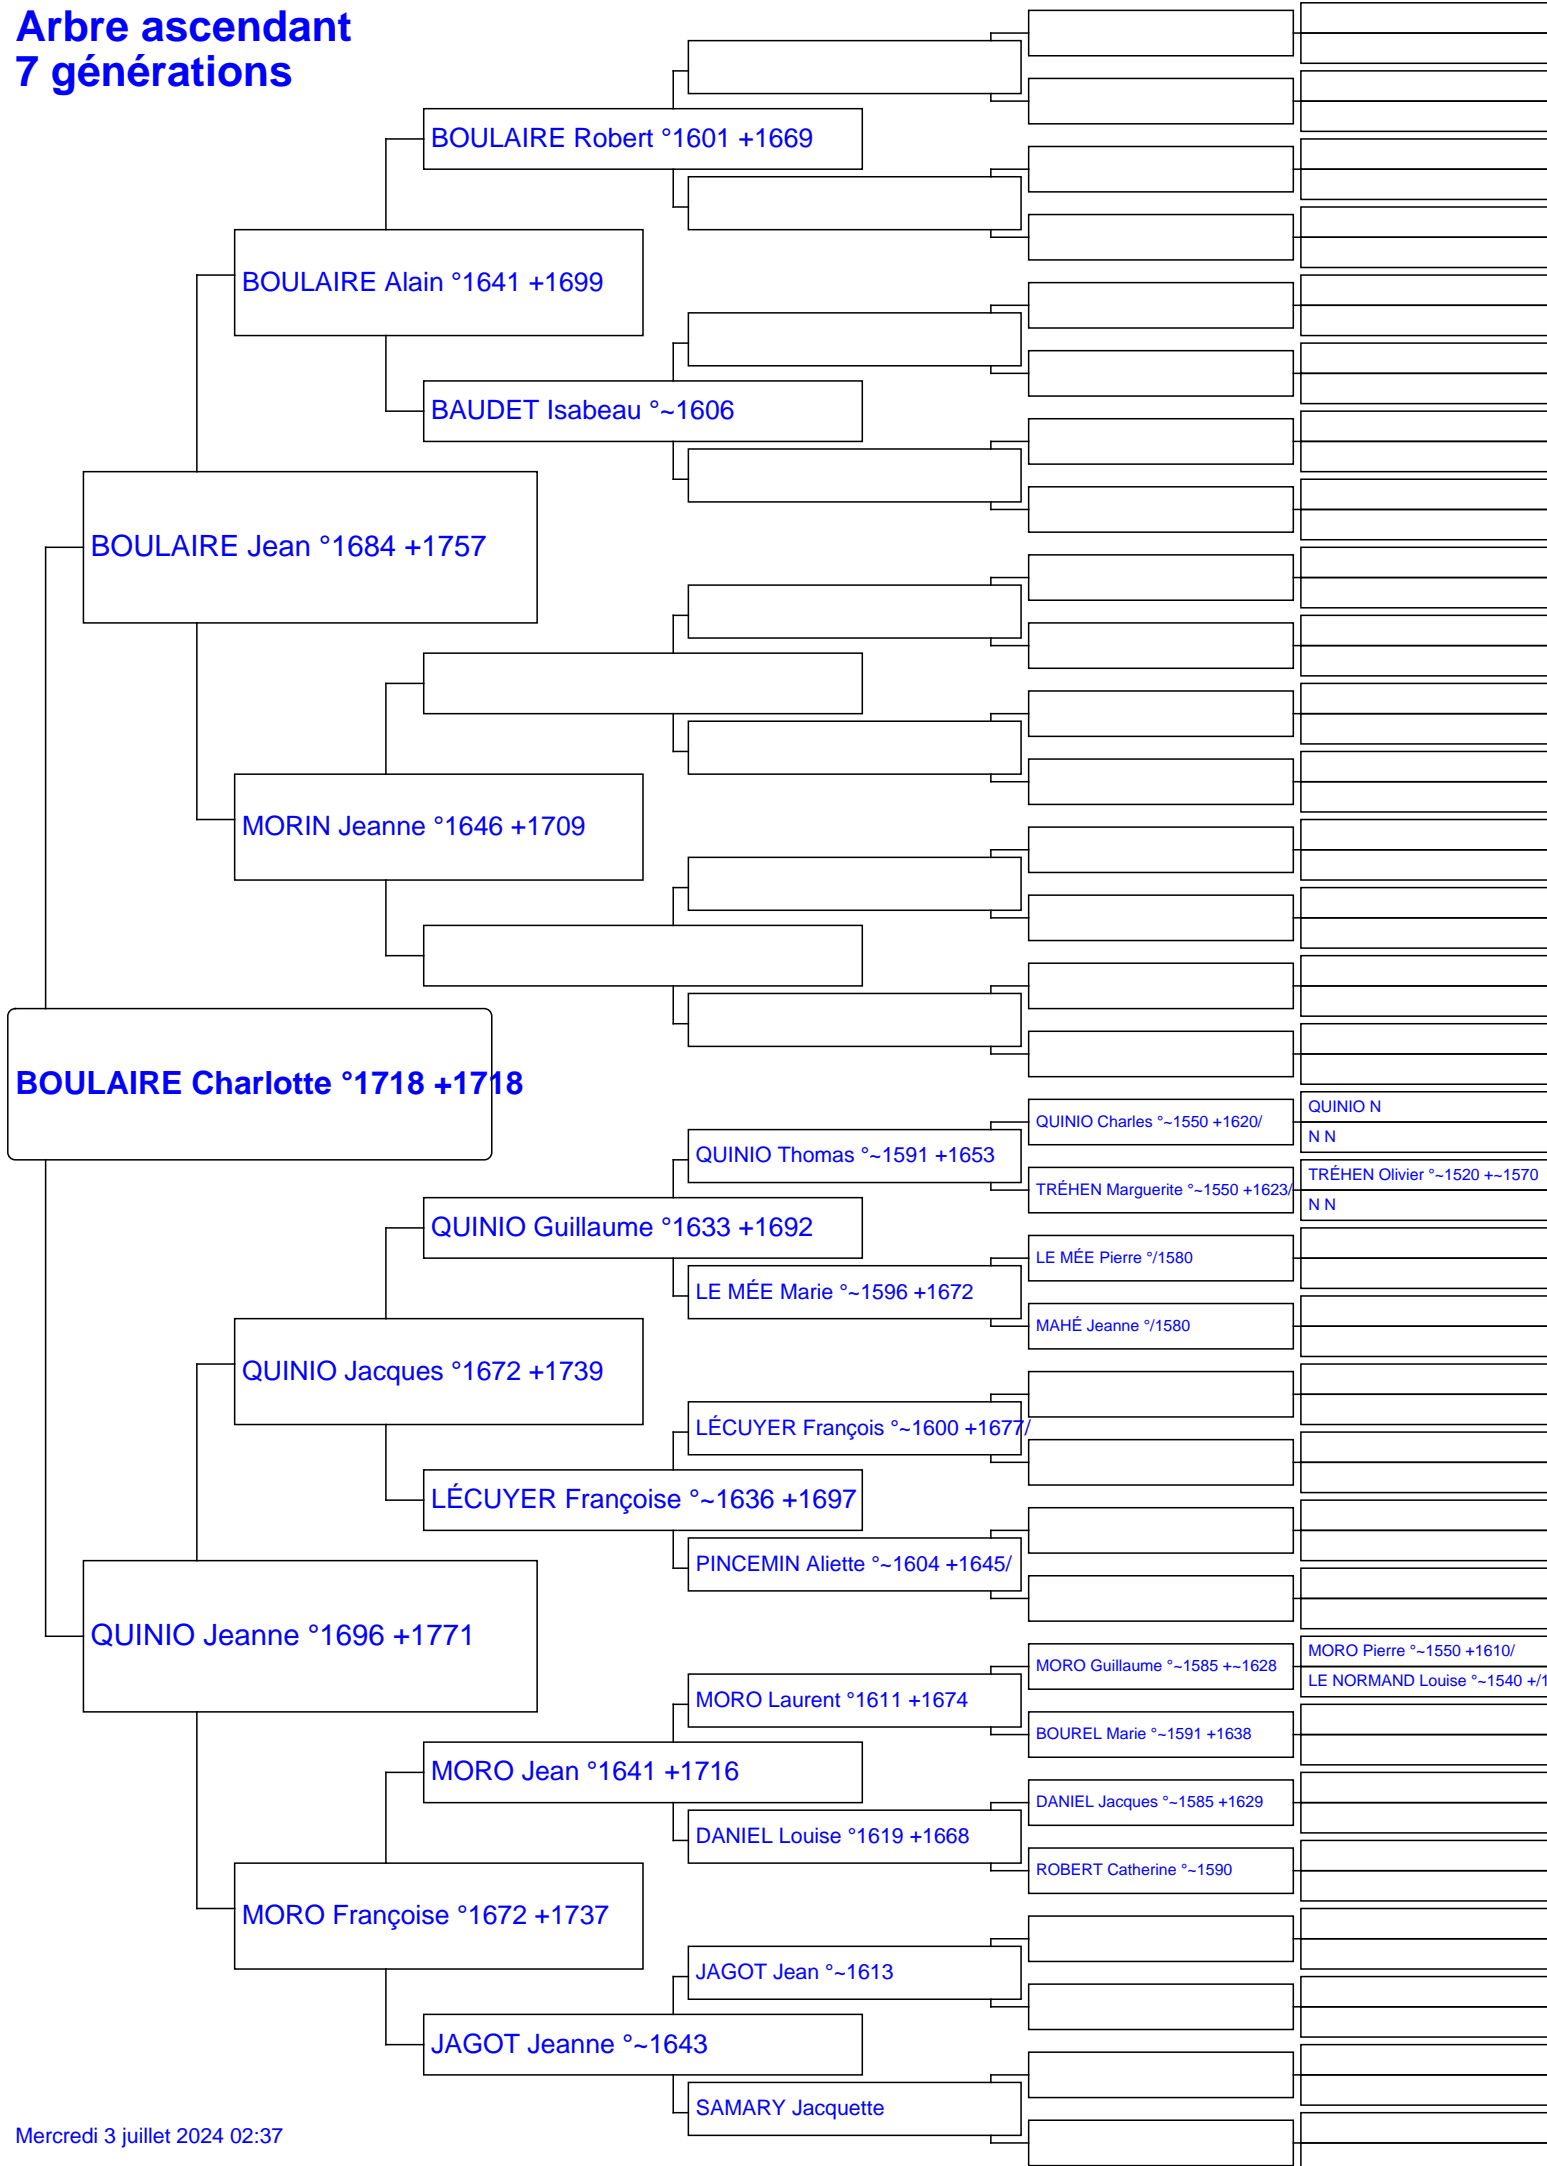 Arbre ascendant
7 générations
BOULAIRE Robert °1601 +1669
BOULAIRE Alain °1641 +1699
BAUDET Isabeau °~1606
BOULAIRE Jean °1684 +1757
MORIN Jeanne °1646 +1709
BOULAIRE Charlotte °1718 +1718
QUINIO N
QUINIO Charles °~1550 +1620/
N N
QUINIO Thomas °~1591 +1653
TRÉHEN Olivier °~1520 +~1570
TRÉHEN Marguerite °~1550 +1623/
N N
QUINIO Guillaume °1633 +1692
LE MÉE Pierre °/1580
LE MÉE Marie °~1596 +1672
MAHÉ Jeanne °/1580
QUINIO Jacques °1672 +1739
LÉCUYER François °~1600 +1677/
LÉCUYER Françoise °~1636 +1697
PINCEMIN Aliette °~1604 +1645/
QUINIO Jeanne °1696 +1771
MORO Pierre °~1550 +1610/
MORO Guillaume °~1585 +~1628
LE NORMAND Louise °~1540 +/1
MORO Laurent °1611 +1674
BOUREL Marie °~1591 +1638
MORO Jean °1641 +1716
DANIEL Jacques °~1585 +1629
DANIEL Louise °1619 +1668
ROBERT Catherine °~1590
MORO Françoise °1672 +1737
JAGOT Jean °~1613
JAGOT Jeanne °~1643
SAMARY Jacquette
Mercredi 3 juillet 2024 02:37